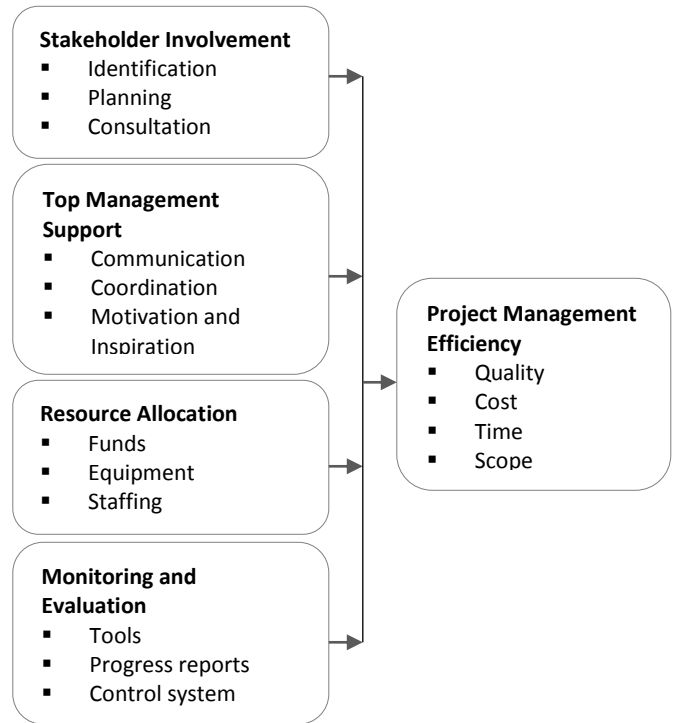 Stakeholder Involvement
▪ Identification
▪ Planning
▪ Consultation
Top Management
Support
▪ Communication
▪ Coordination
▪ Motivation and
Inspiration
Resource Allocation
▪ Funds
▪ Equipment
▪ Staffing
Monitoring and
Evaluation
▪ Tools
▪ Progress reports
▪ Control system
Project Management
Efficiency
▪ Quality
▪ Cost
▪ Time
▪ Scope